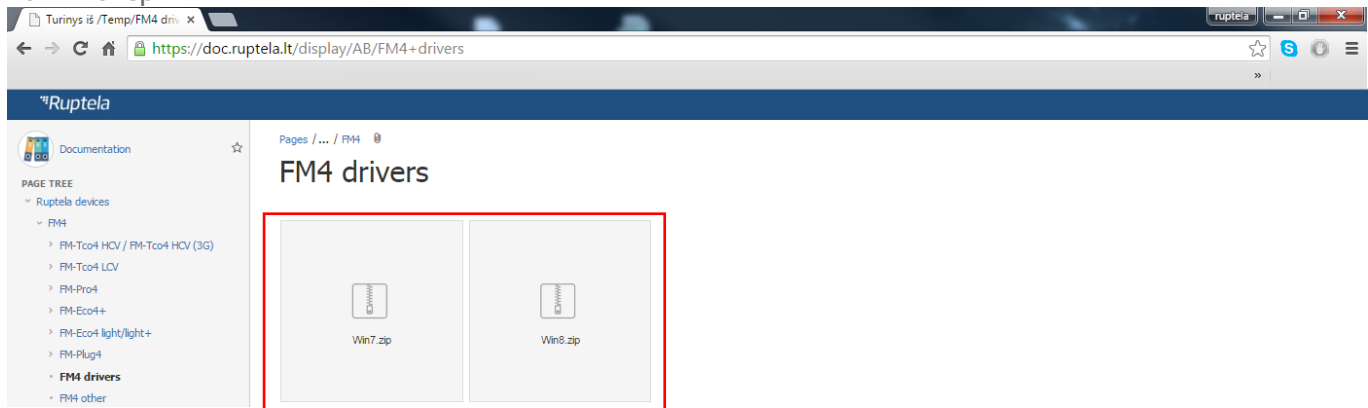 Turinys iš /Temp/FM4 driv
ruptela
https://doc.ruptela.lt/display/AB/FM4+drivers
»
Ruptela
Documentation
Pages / ... / FM4
FM4 drivers
PAGE TREE
Ruptela devices
FM4
FM-Tco4 HCV / FM-Tco4 HCV (3G)
FM-Tco4 LCV
FM-Pro4
FM-Eco4+
FM-Eco4 light/light+
FM-Plug4
FM4 drivers
FM4 other
Win7.zip
Win8.zip